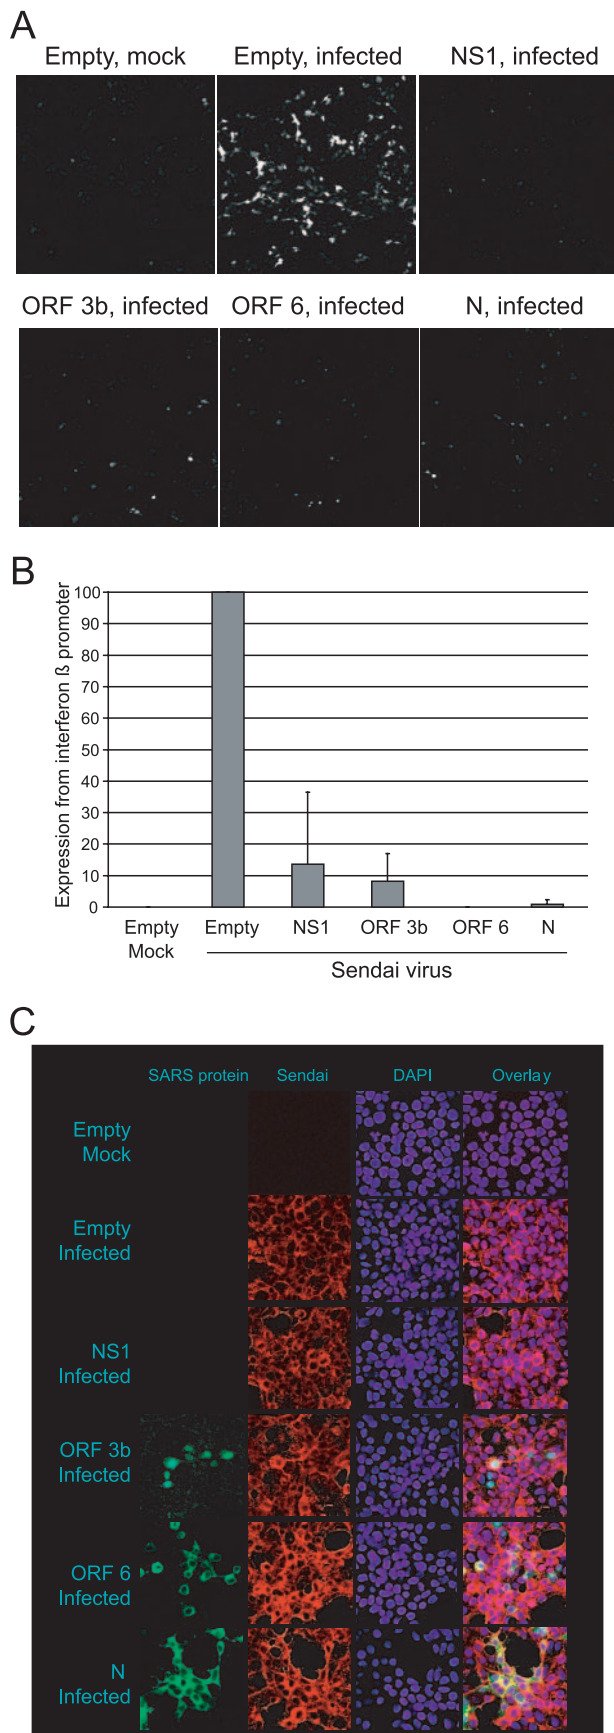 A
Empty, mock
Empty, infected
NS1, infected
ORF 3b, infected
ORF 6, infected
N, infected
B
Expression from interferon ß promoter
100
90
80
70
60
50
40
30
20
10
0
Empty
Mock
Empty
NS1
ORF 3b
ORF 6
N
Sendai virus
C
SARS protein
Sendai
DAPI
Overlay
Empty
Mock
Empty
Infected
NS1
Infected
ORF 3b
Infected
ORF 6
Infected
N
Infected